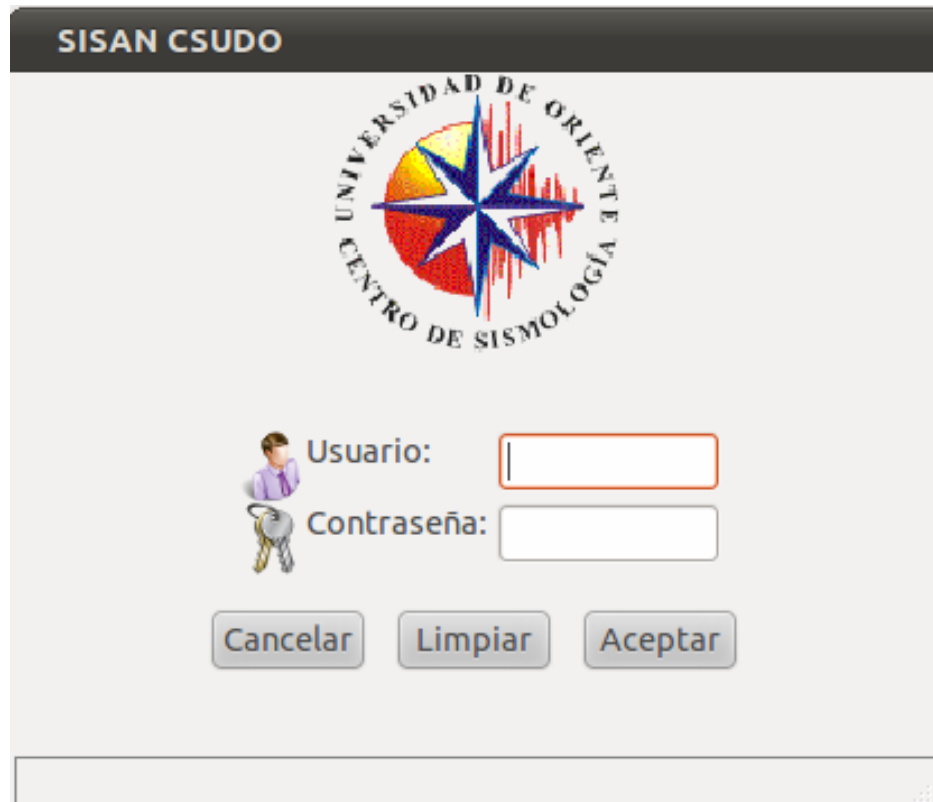 SISAN CSUDO
UNIVERSIDAD DE ORIENTE
CENTRO DE SISMOLOGÍA
Usuario:
Contraseña:
Cancelar Limpiar Aceptar